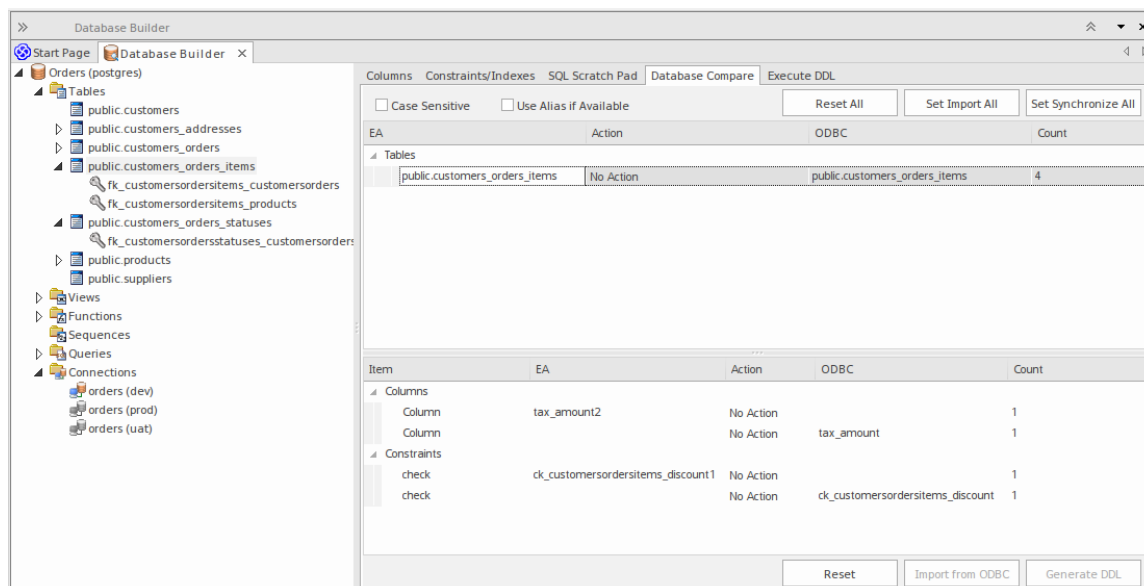 Database Builder
Start Page Database Builder
Orders (postgres)
Tables
public.customers
public.customers_addresses
public.customers_orders
public.customers_orders_items
fk_customersordersitems_customersorders
fk_customersordersitems_products
public.customers_orders_statuses
fk_customersordersstatuses_customersorders
public.products
public.suppliers
Views
Functions
Sequences
Queries
Connections
orders (dev)
orders (prod)
orders (uat)
Columns Constraints/Indexes SQL Scratch Pad Database Compare Execute DDL
Case Sensitive Use Alias if Available Reset All Set Import All Set Synchronize All
EA Action ODBC Count
Tables
public.customers_orders_items No Action public.customers_orders_items 4
Item EA Action ODBC Count
Columns
Column tax_amount2 No Action 1
Column No Action tax_amount 1
Constraints
check ck_customersordersitems_discount1 No Action 1
check No Action ck_customersordersitems_discount 1
Reset Import from ODBC Generate DDL